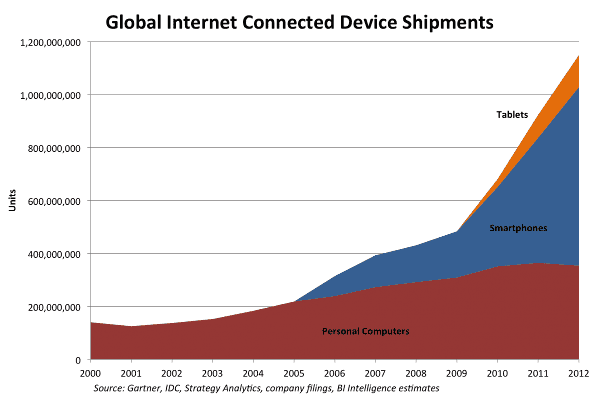 Global Internet Connected Device Shipments
1,200,000,000
1,000,000,000
800,000,000
600,000,000
400,000,000
200,000,000
0
Units
Tablets
Smartphones
Personal Computers
2000 2001 2002 2003 2004 2005 2006 2007 2008 2009 2010 2011 2012
Source: Gartner, IDC, Strategy Analytics, company filings, BI Intelligence estimates